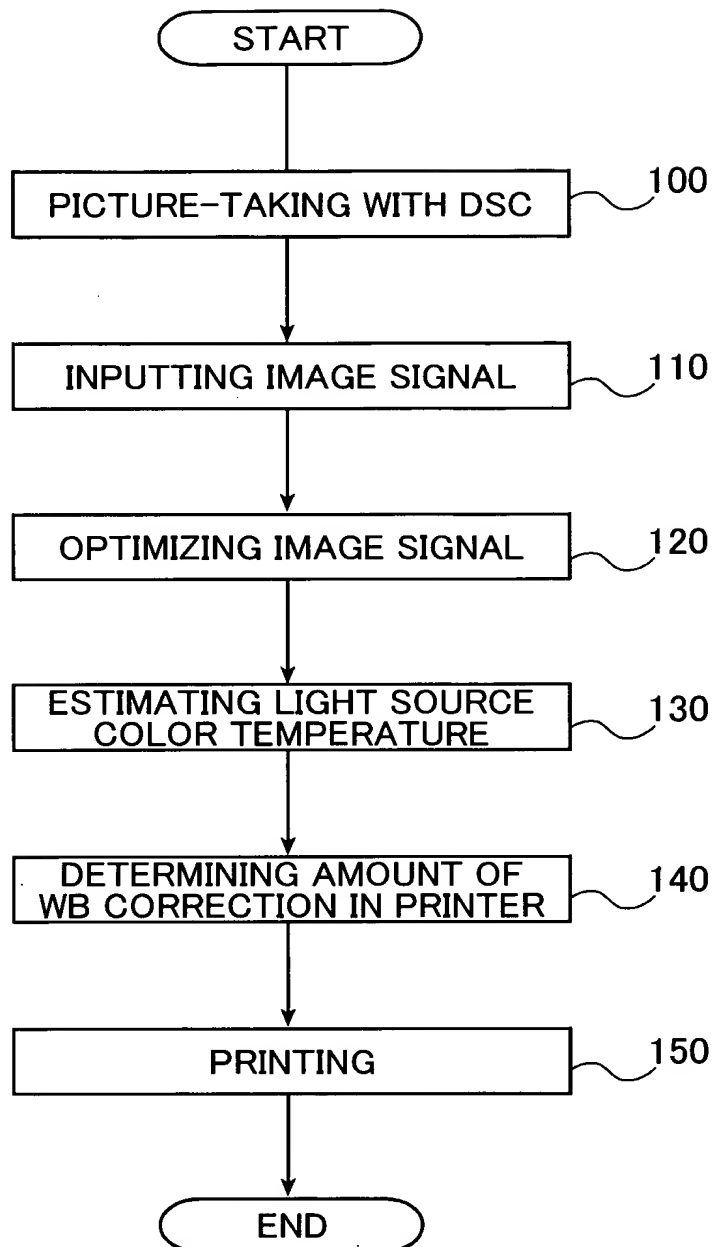 START
PICTURE-TAKING WITH DSC
100
INPUTTING IMAGE SIGNAL
110
OPTIMIZING IMAGE SIGNAL
120
ESTIMATING LIGHT SOURCE
COLOR TEMPERATURE
130
DETERMINING AMOUNT OF
WB CORRECTION IN PRINTER
140
PRINTING
150
END